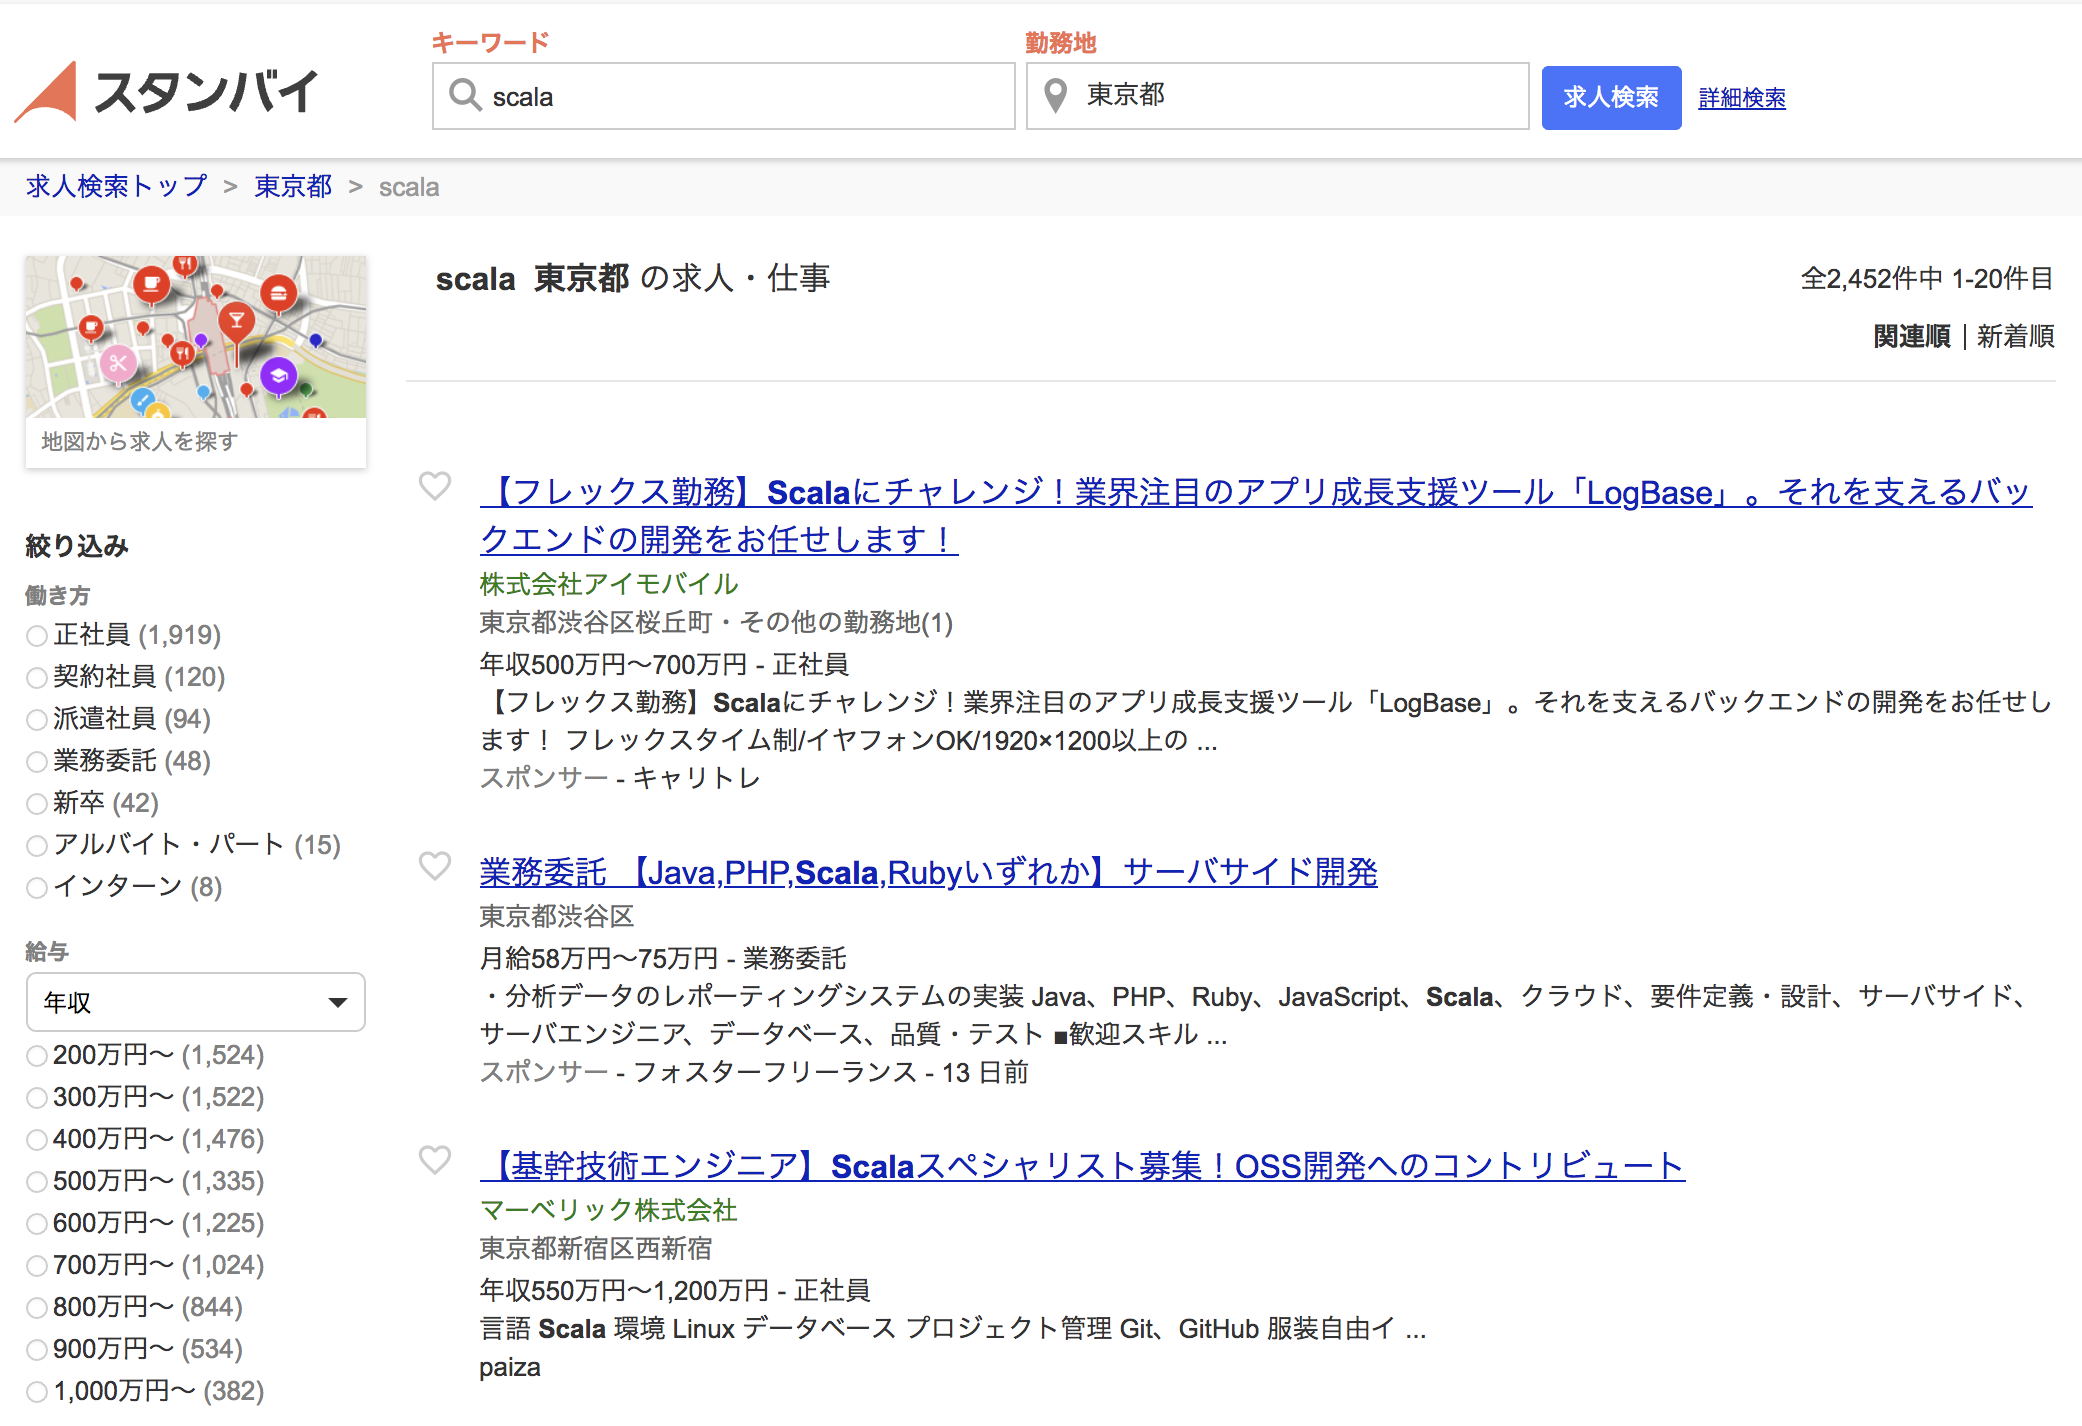 スタンバイ
キーワード
scala
勤務地
東京都
求人検索
詳細検索
求人検索トップ > 東京都 > scala
地図から求人を探す
絞り込み
働き方
正社員 (1,919)
契約社員 (120)
派遣社員 (94)
業務委託 (48)
新卒 (42)
アルバイト・パート (15)
インターン (8)
給与
年収
200万円〜 (1,524)
300万円〜 (1,522)
400万円〜 (1,476)
500万円〜 (1,335)
600万円〜 (1,225)
700万円〜 (1,024)
800万円〜 (844)
900万円〜 (534)
1,000万円〜 (382)
scala 東京都 の求人・仕事
全2,452件中 1-20件目
関連順 | 新着順
【フレックス勤務】Scalaにチャレンジ！業界注目のアプリ成長支援ツール「LogBase」。それを支えるバッ
クエンドの開発をお任せします！
株式会社アイモバイル
東京都渋谷区桜丘町・その他の勤務地(1)
年収500万円〜700万円 - 正社員
【フレックス勤務】Scalaにチャレンジ！業界注目のアプリ成長支援ツール「LogBase」。それを支えるバックエンドの開発をお任せし
ます！ フレックスタイム制/イヤフォンOK/1920×1200以上の ...
スポンサー - キャリトレ
業務委託 【Java,PHP,Scala,Rubyいずれか】サーバサイド開発
東京都渋谷区
月給58万円〜75万円 - 業務委託
・分析データのレポーティングシステムの実装 Java、PHP、Ruby、JavaScript、Scala、クラウド、要件定義・設計、サーバサイド、
サーバエンジニア、データベース、品質・テスト ■歓迎スキル ...
スポンサー - フォスターフリーランス - 13 日前
【基幹技術エンジニア】Scalaスペシャリスト募集！OSS開発へのコントリビュート
マーベリック株式会社
東京都新宿区西新宿
年収550万円〜1,200万円 - 正社員
言語 Scala 環境 Linux データベース プロジェクト管理 Git、GitHub 服装自由イ ...
paiza